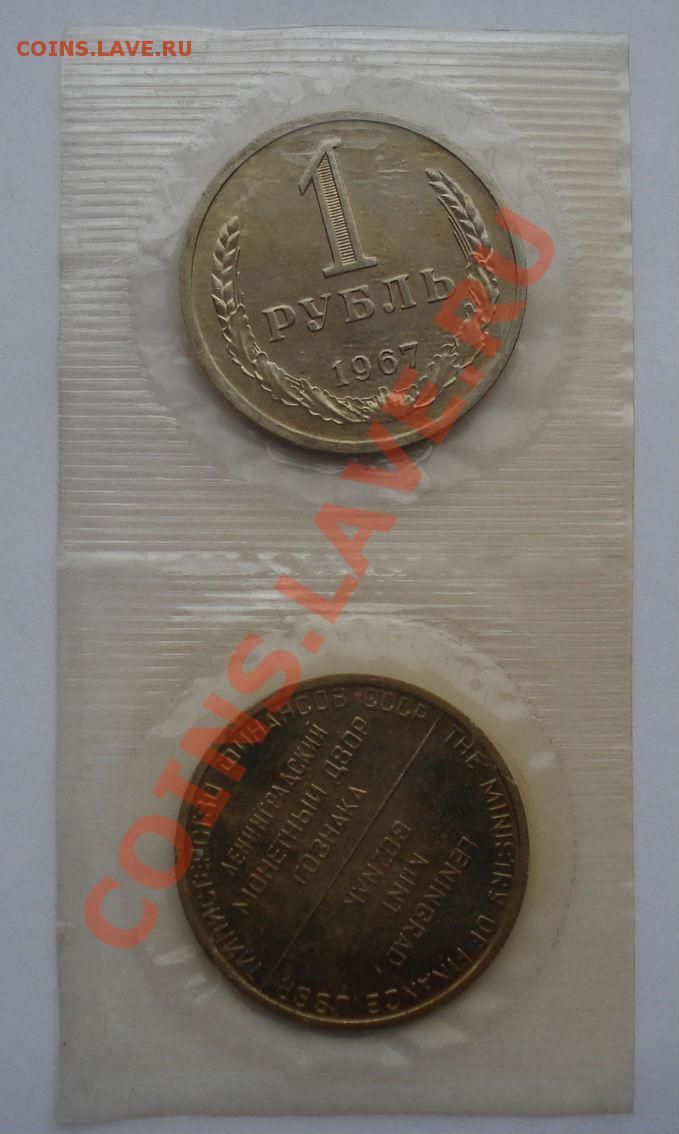 COINS.LAVE.RU
1
РУБЛЬ
1967
COINS.LAVE.RU
МИНИСТЕРСТВО ФИНАНСОВ СССР
ЛЕНИНГРАДСКИЙ
МОНЕТНЫЙ ДВОР
ГОЗНАКА
THE MINISTRY OF FINANCE USSR
LENINGRAD
MINT
GOZNAK